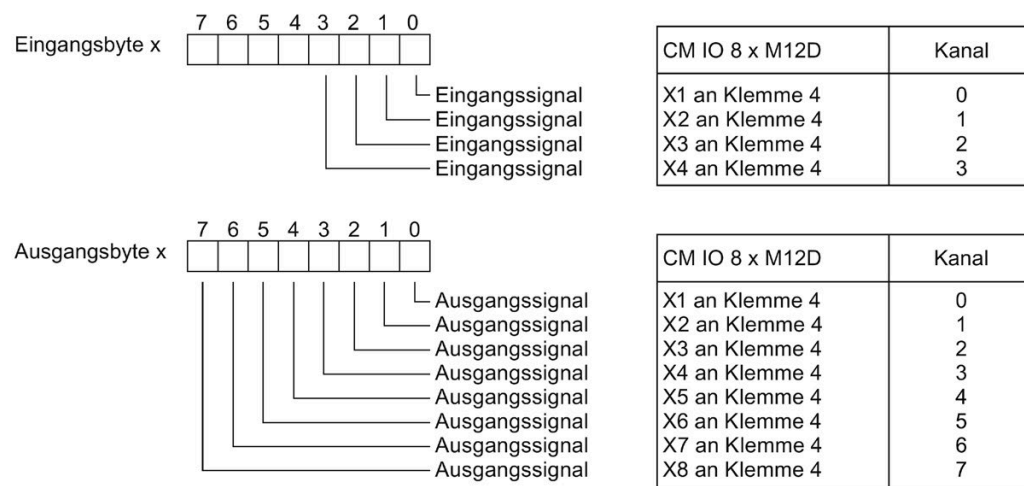 7 6 5 4 3 2 1 0
Eingangsbyte x
CM IO 8 x M12D Kanal
Eingangssignal X1 an Klemme 4 0
Eingangssignal X2 an Klemme 4 1
Eingangssignal X3 an Klemme 4 2
Eingangssignal X4 an Klemme 4 3
7 6 5 4 3 2 1 0
Ausgangsbyte x
CM IO 8 x M12D Kanal
Ausgangssignal X1 an Klemme 4 0
Ausgangssignal X2 an Klemme 4 1
Ausgangssignal X3 an Klemme 4 2
Ausgangssignal X4 an Klemme 4 3
Ausgangssignal X5 an Klemme 4 4
Ausgangssignal X6 an Klemme 4 5
Ausgangssignal X7 an Klemme 4 6
Ausgangssignal X8 an Klemme 4 7